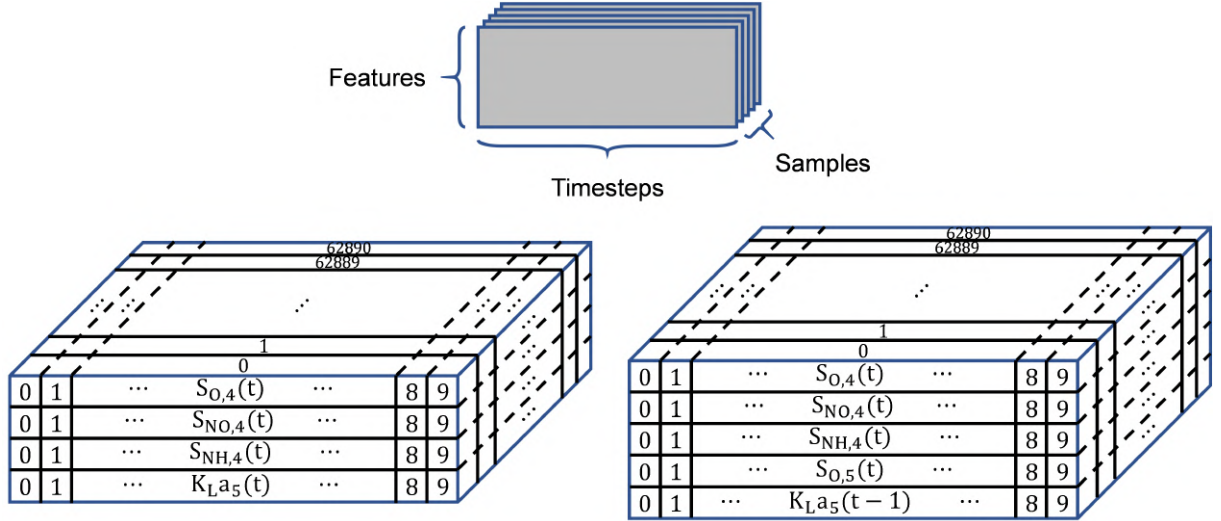 Features
Samples
Timesteps
62890
62889
⋯
1
0
0 1 ⋯ S_O,4(t) ⋯ 8 9
0 1 ⋯ S_NO,4(t) ⋯ 8 9
0 1 ⋯ S_NH,4(t) ⋯ 8 9
0 1 ⋯ K_La_5(t) ⋯ 8 9
62890
62889
⋯
1
0
0 1 ⋯ S_O,4(t) ⋯ 8 9
0 1 ⋯ S_NO,4(t) ⋯ 8 9
0 1 ⋯ S_NH,4(t) ⋯ 8 9
0 1 ⋯ S_O,5(t) ⋯ 8 9
0 1 ⋯ K_La_5(t − 1) ⋯ 8 9